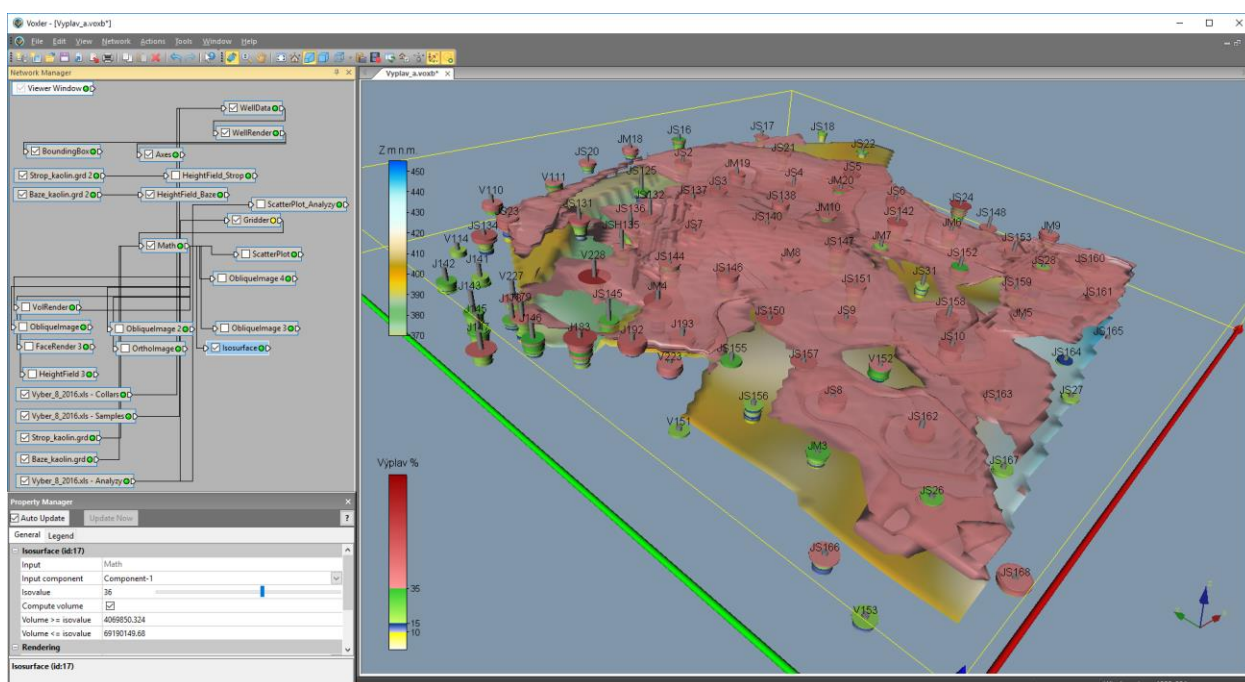 Voxler - [Vyplav_a.voxb*]
File Edit View Network Actions Tools Window Help
Network Manager
Vyplav_a.voxb*
Viewer Window
WellData
WellRender
BoundingBox
Axes
Strop_kaolin.grd 2
HeightField_Strop
Baze_kaolin.grd 2
HeightField_Baze
ScatterPlot_Analyzy
Gridder
Math
ScatterPlot
ObliqueImage 4
VolRender
ObliqueImage
ObliqueImage 2
ObliqueImage 3
FaceRender 3
OrthoImage
Isosurface
HeightField 3
Vyber_8_2016.xls - Collars
Vyber_8_2016.xls - Samples
Strop_kaolin.grd
Baze_kaolin.grd
Vyber_8_2016.xls - Analyzy
Property Manager
Auto Update
Update Now
?
General
Legend
Isosurface (id:17)
Input Math
Input component Component-1
Isovalue 36
Compute volume
Volume >= isovalue 4069850.324
Volume <= isovalue 69190149.68
Rendering
Isosurface (id:17)
Z m n.m.
450
440
430
420
410
400
390
380
370
Výplav %
35
15
10
JS16
JS17
JS18
JM18
JS2
JS21
JS22
JS20
JM19
JS4
JS5
V111
JS125
JS3
JM20
V110
JS132
JS137
JS138
JS6
JS24
JS23
JS131
JS136
JM10
JS142
JS148
JS134
JSH135
JS7
JS140
JM6
JM9
V114
JM7
JS153
J142
J141
V228
JS144
JM8
JS147
JS152
JS28
JS160
V227
JS146
JS151
JS31
JS159
J143
JM4
JS161
JS145
JS158
J146
JS150
JS9
JM5
J183
J192
J193
JS10
JS165
V223
JS155
JS157
V152
JS164
JS156
JS8
JS163
JS27
V151
JS162
JM3
JS167
JS26
JS166
JS168
V153